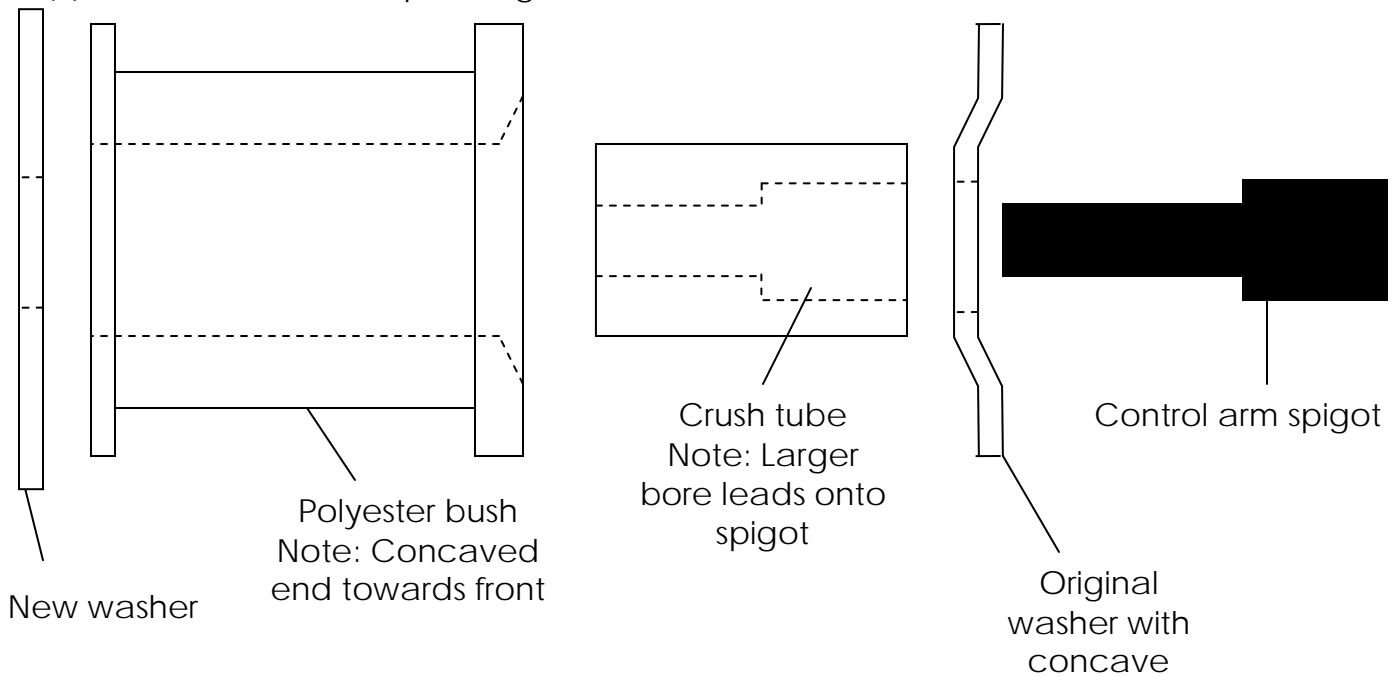 Polyester bush
Note: Concaved
end towards front
New washer
Crush tube
Note: Larger
bore leads onto
spigot
Control arm spigot
Original
washer with
concave